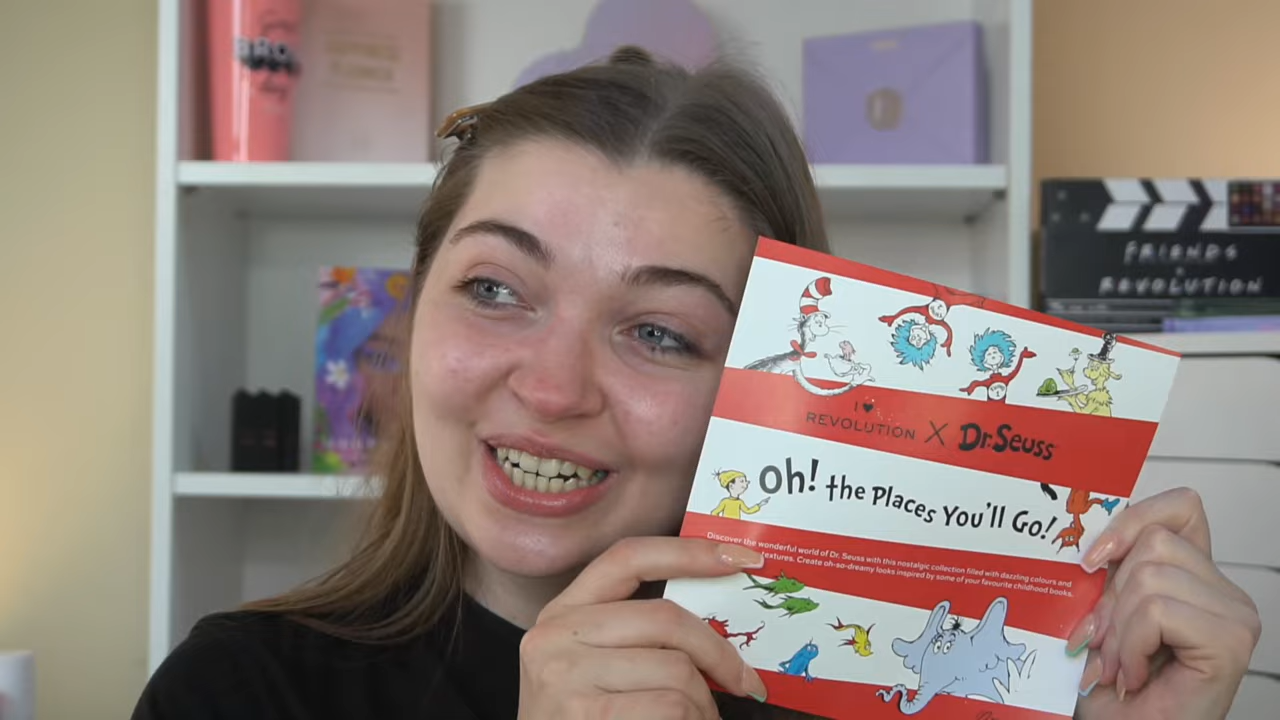 BROW
FRIENDS
REVOLUTION
I ♥
REVOLUTION X Dr. Seuss
oh! the Places You'll Go!
Discover the wonderful world of Dr. Seuss with this nostalgic collection filled with dazzling colours and
textures. Create oh-so-dreamy looks inspired by some of your favourite childhood books.